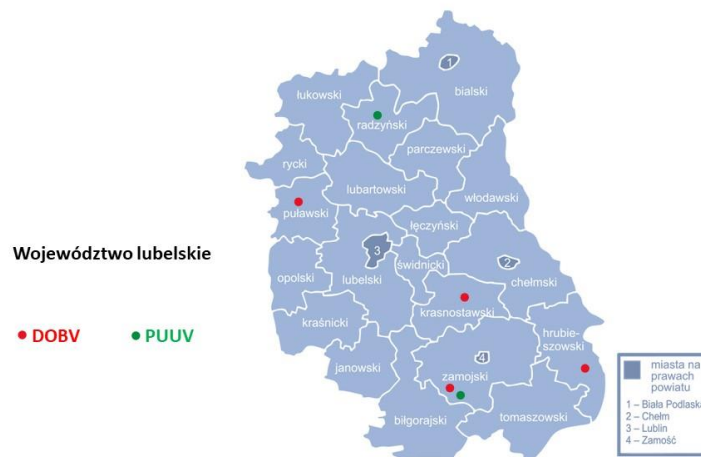 1
bialski
łukowski
radzyński
parczewski
rycki
lubartowski
włodawski
puławski
łęczyński
3
Województwo lubelskie
świdnicki
2
opolski
lubelski
chełmski
krasnostawski
kraśnicki
hrubie-
szowski
DOBV
PUUV
4
janowski
zamojski
miasta na
prawach
powiatu
1 – Biała Podlaska
2 – Chełm
3 – Lublin
4 – Zamość
biłgorajski
tomaszowski